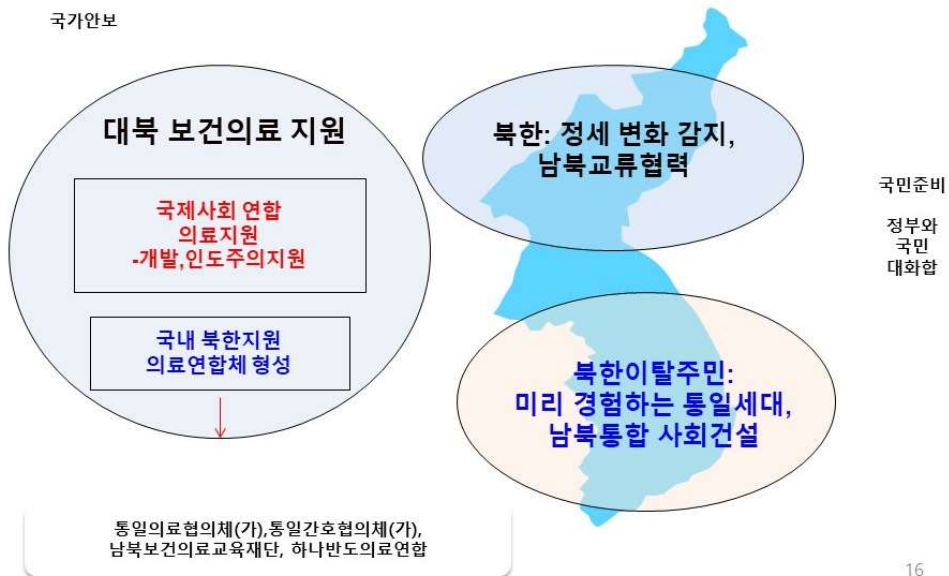 국가안보
대북 보건의료 지원
국제사회 연합
의료지원
-개발,인도주의지원
국내 북한지원
의료연합체 형성
통일의료협의체(가),통일간호협의체(가),
남북보건의료교육재단, 하나반도의료연합
북한: 정세 변화 감지,
남북교류협력
북한이탈주민:
미리 경험하는 통일세대,
남북통합 사회건설
국민준비
정부와
국민
대화합
16